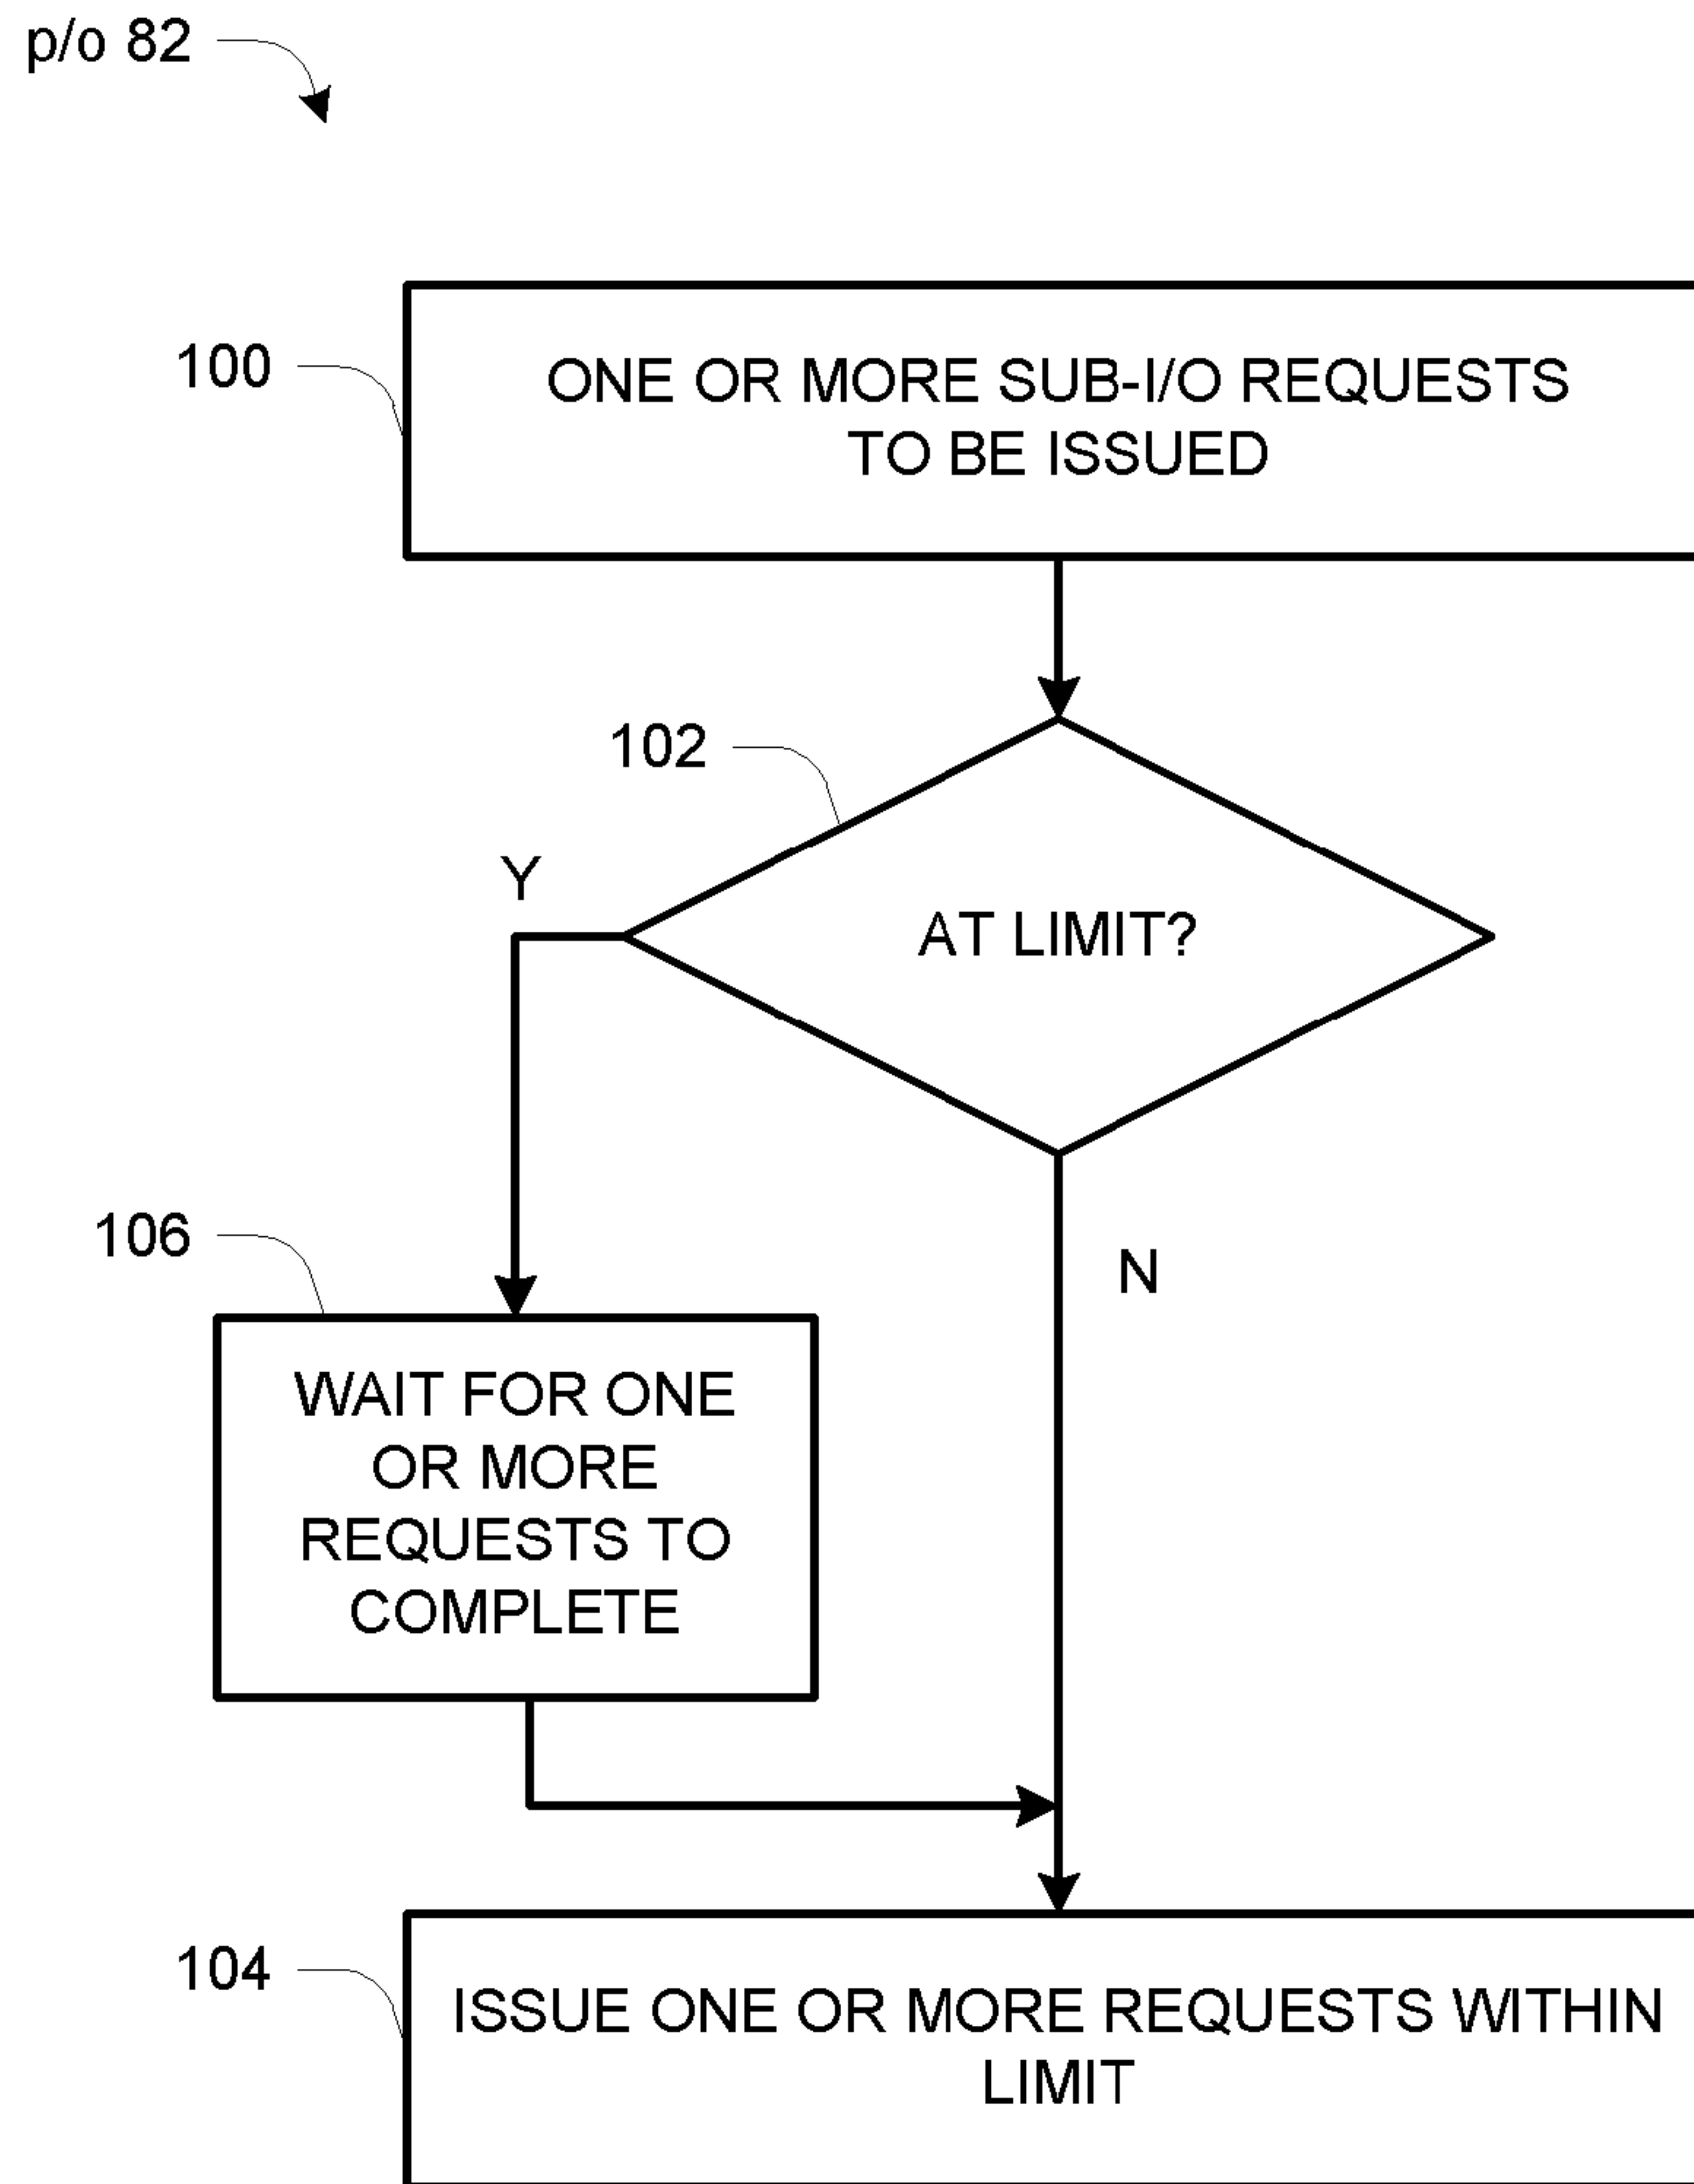 p/o 82
100
ONE OR MORE SUB-I/O REQUESTS
TO BE ISSUED
102
Y
AT LIMIT?
106
N
WAIT FOR ONE
OR MORE
REQUESTS TO
COMPLETE
104
ISSUE ONE OR MORE REQUESTS WITHIN
LIMIT